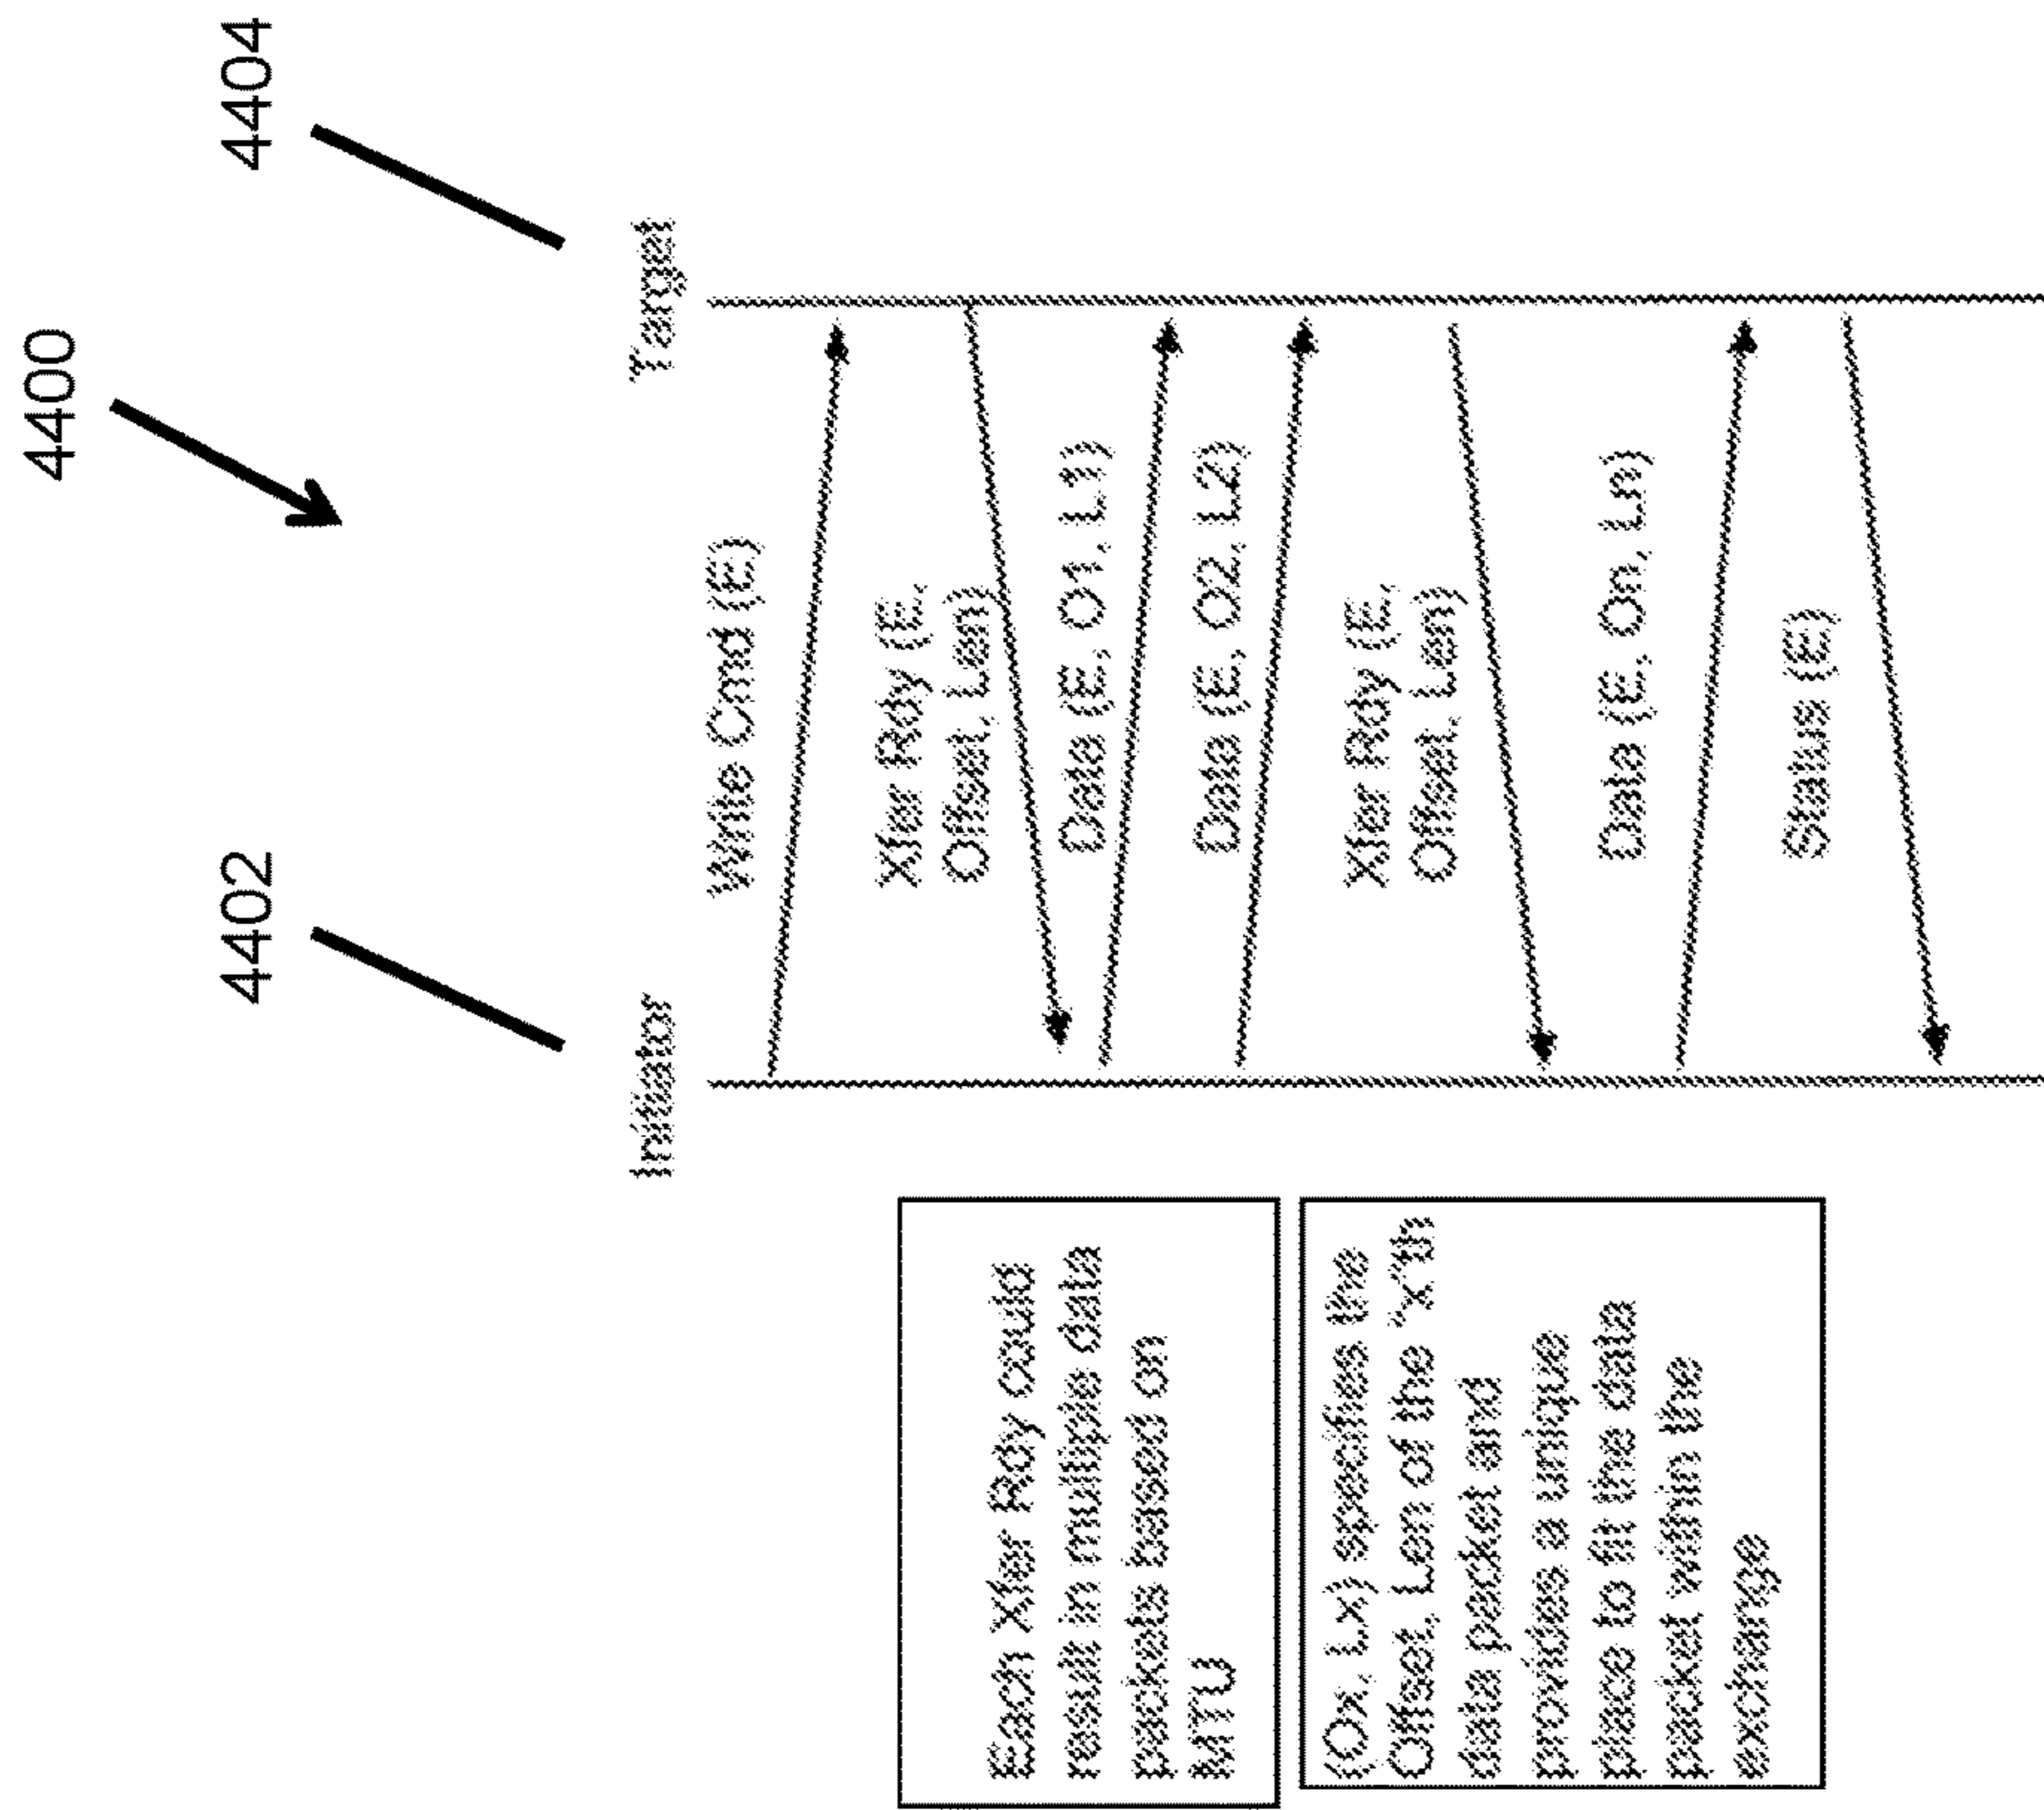 4400
4402
4404
Initiator
Target
Write Cmd (E)
Xfer Rdy (E,
Offset, Len)
Data (E, O1, L1)
Data (E, O2, L2)
Xfer Rdy (E,
Offset, Len)
Data (E, On, Ln)
Status (E)
Each Xfer Rdy could
result in multiple data
packets based on
MTU
(Ox, Lx) specifies the
Offset, Len of the "x"th
data packet and
provides a unique
place to fit the data
packet within the
exchange